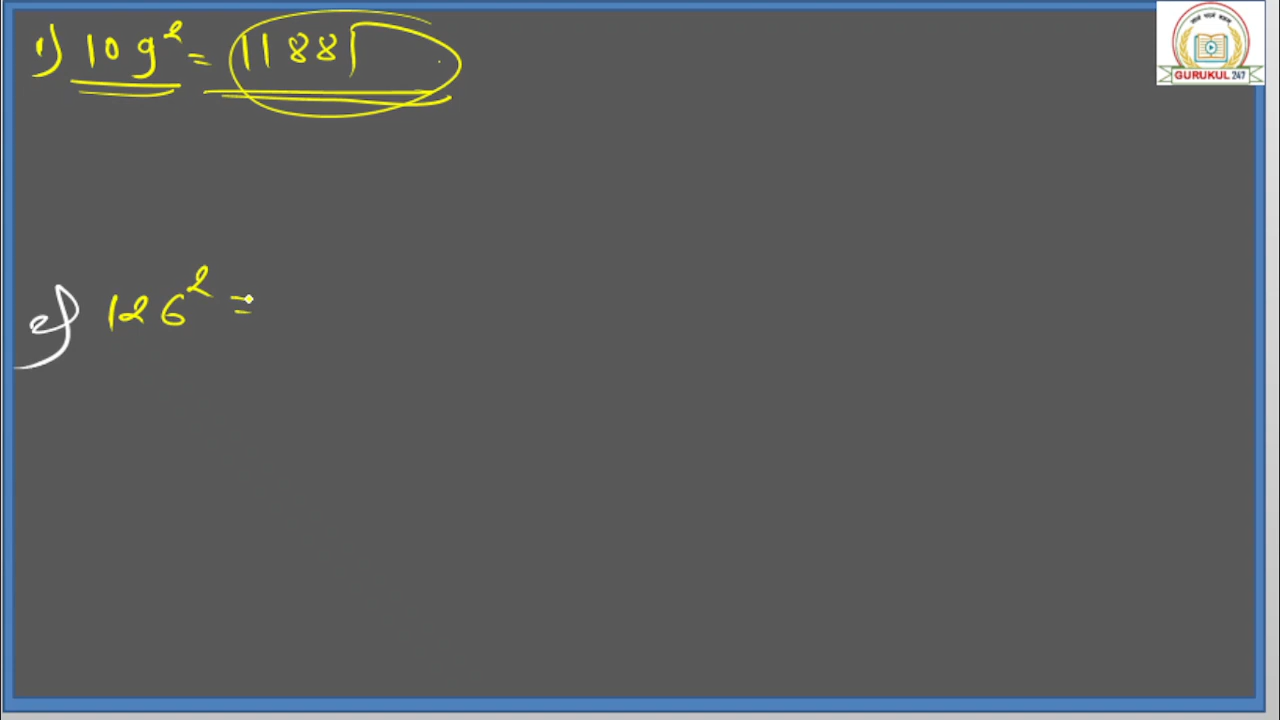 1) 109² = 11881
GURUKUL 247
2) 126² =